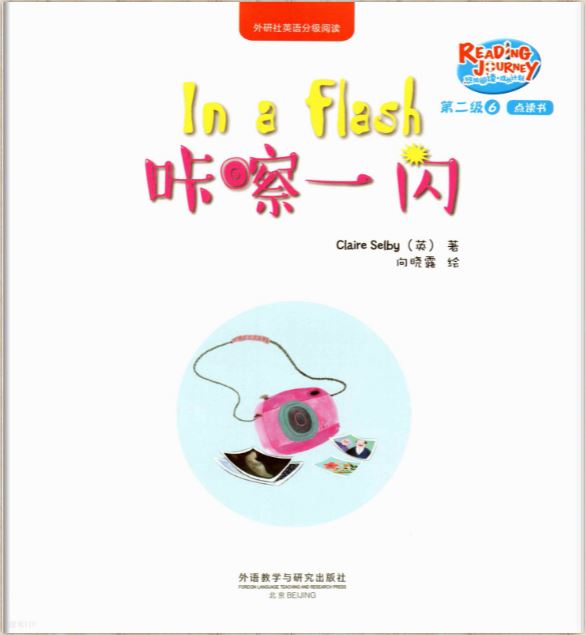 外研社英语分级阅读
READING
JOURNEY
第二级 6 点读书
In a flash
咔嚓一闪
Claire Selby（英） 著
向晓露 绘
外语教学与研究出版社
FOREIGN LANGUAGE TEACHING AND RESEARCH PRESS
北京 BEIJING